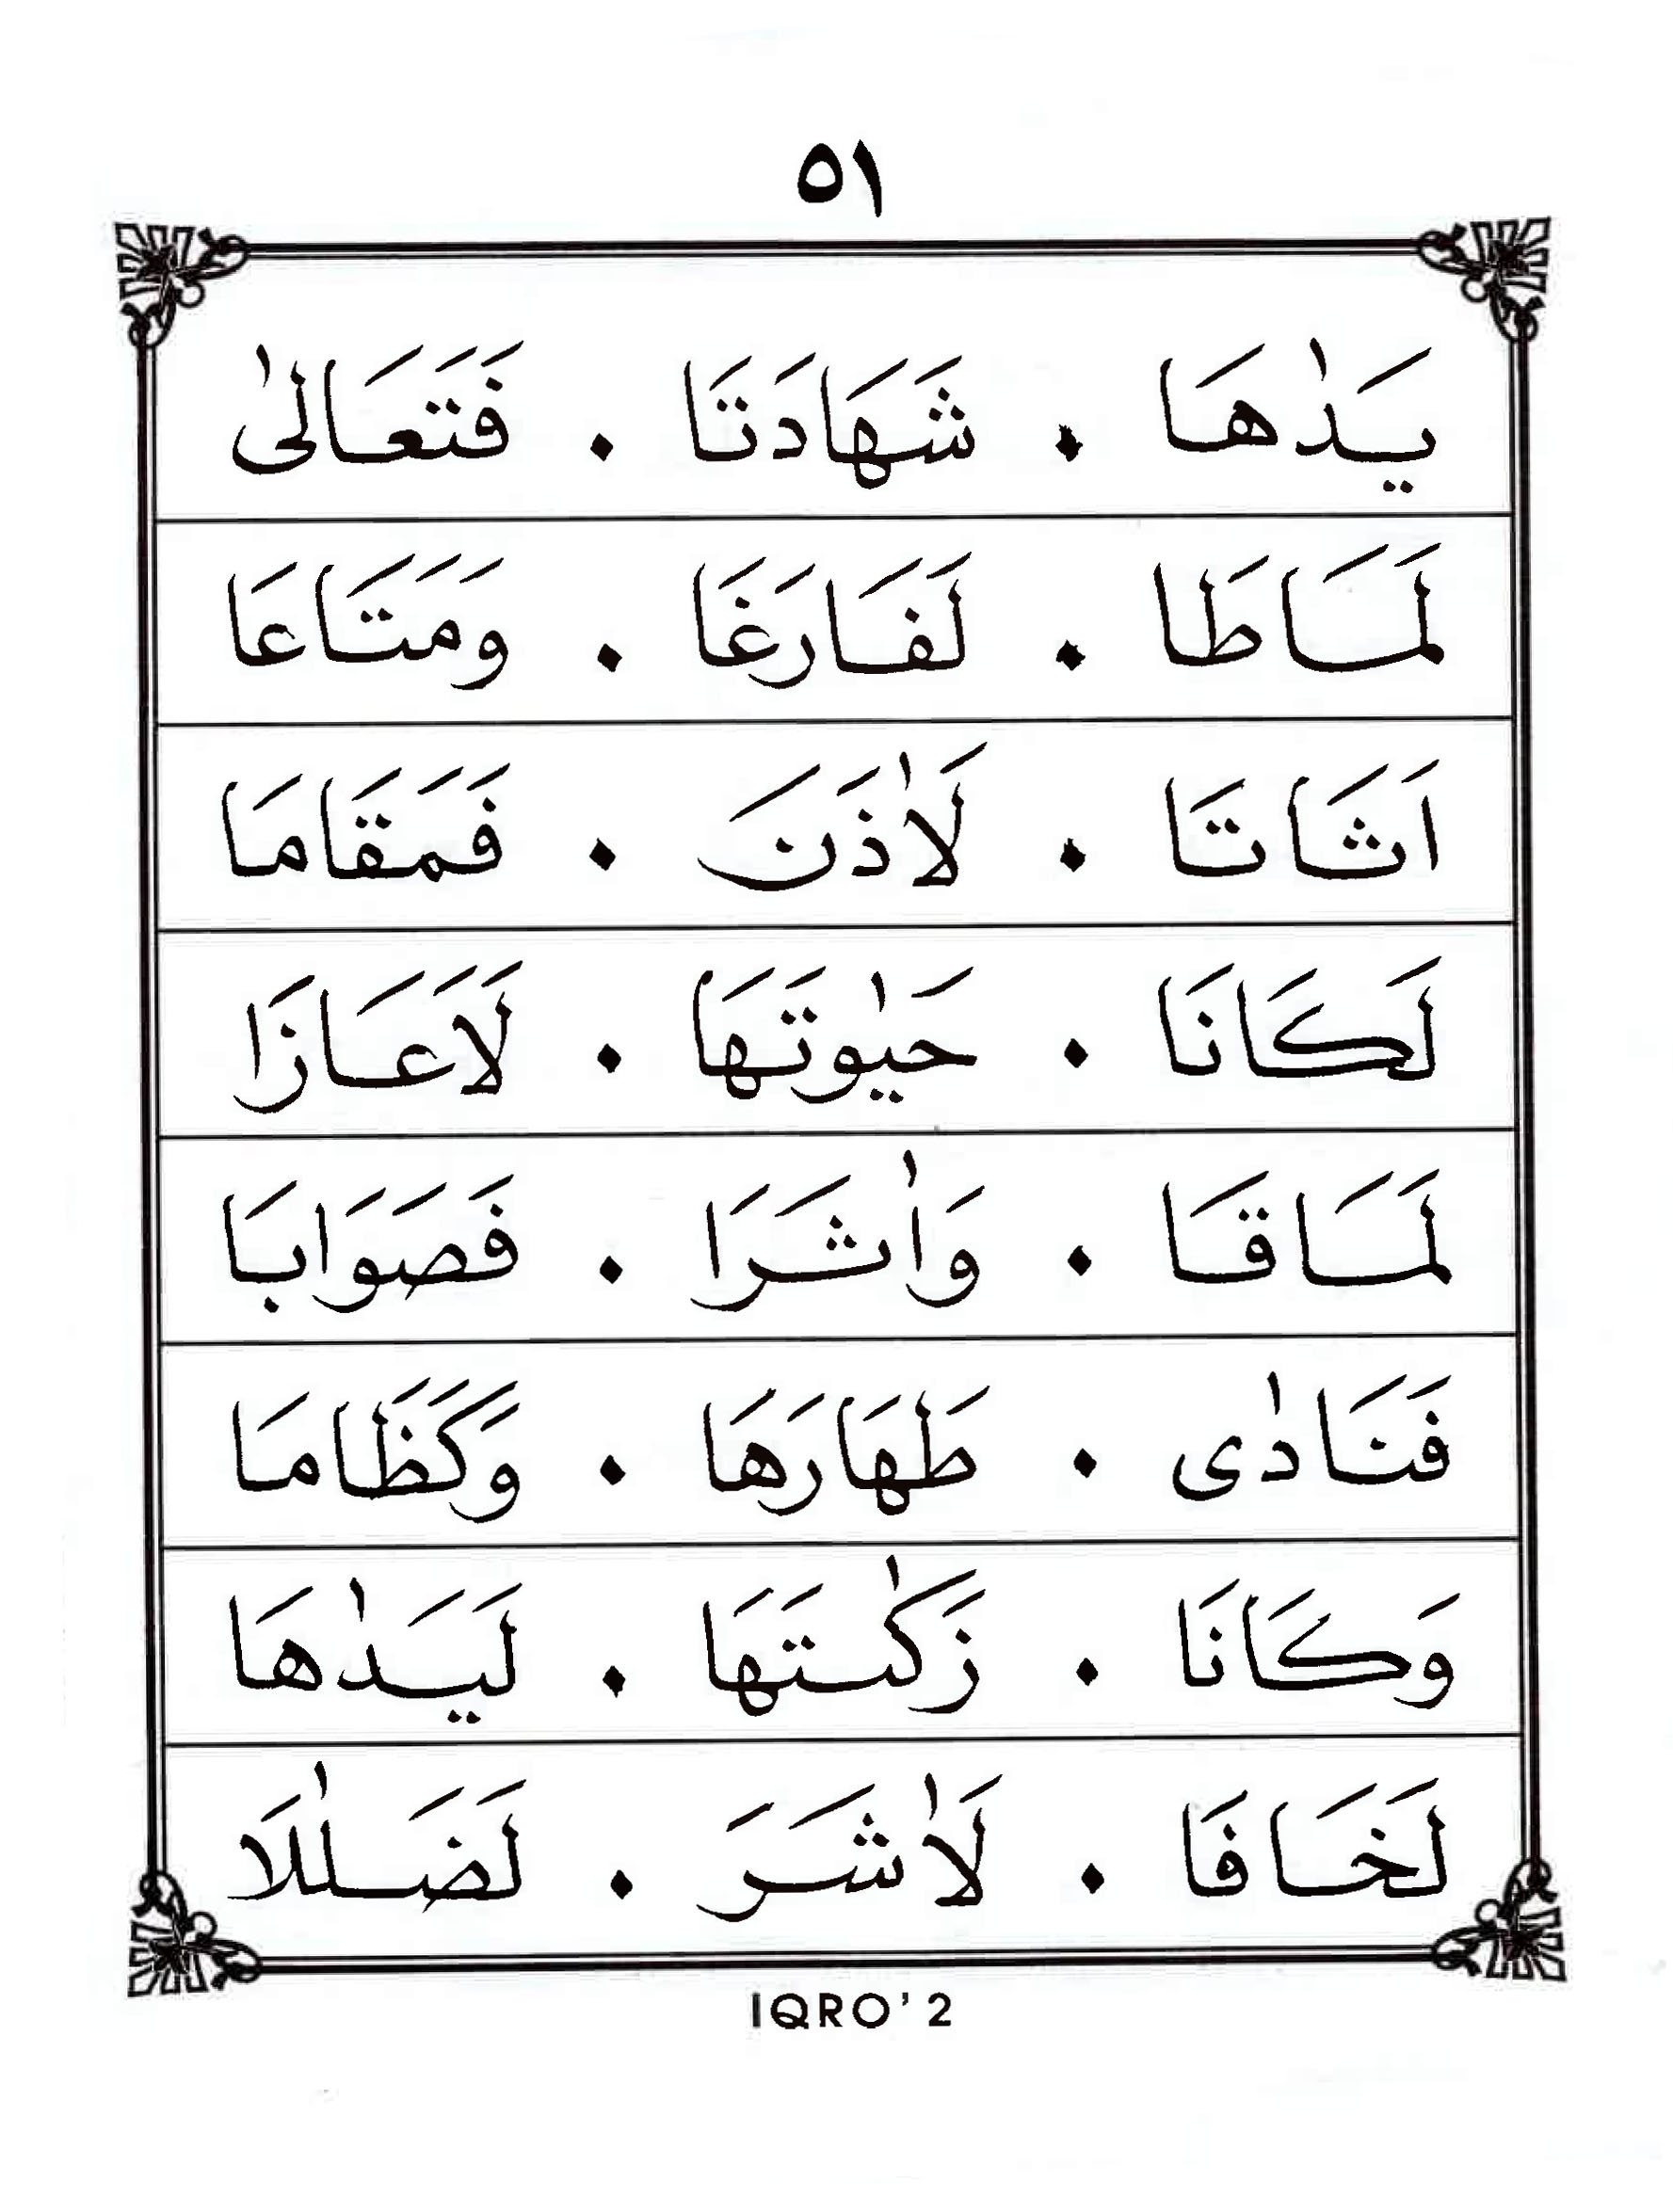 ٥١
يَدٰهَا . شَهَادَتَا . فَتَعَالىٰ
لَمَاطَا . لَفَارَغَا . وَمَتَاعَا
اَثَاتَا . لَاٰذَنَ . فَمَقَامَا
لَكَانَا . حَيٰوتَهَا . لَاَعَازَا
لَمَاقَا . وَاٰثَرَا . فَصَوَابَا
فَنَادٰى . طَهَارَهَا . وَكَظَامَا
وَكَانَا . زَكٰتَهَا . لَيَدٰهَا
لَخَافَا . لَاٰشَرَ . لَضَلٰلَا
IQRO' 2